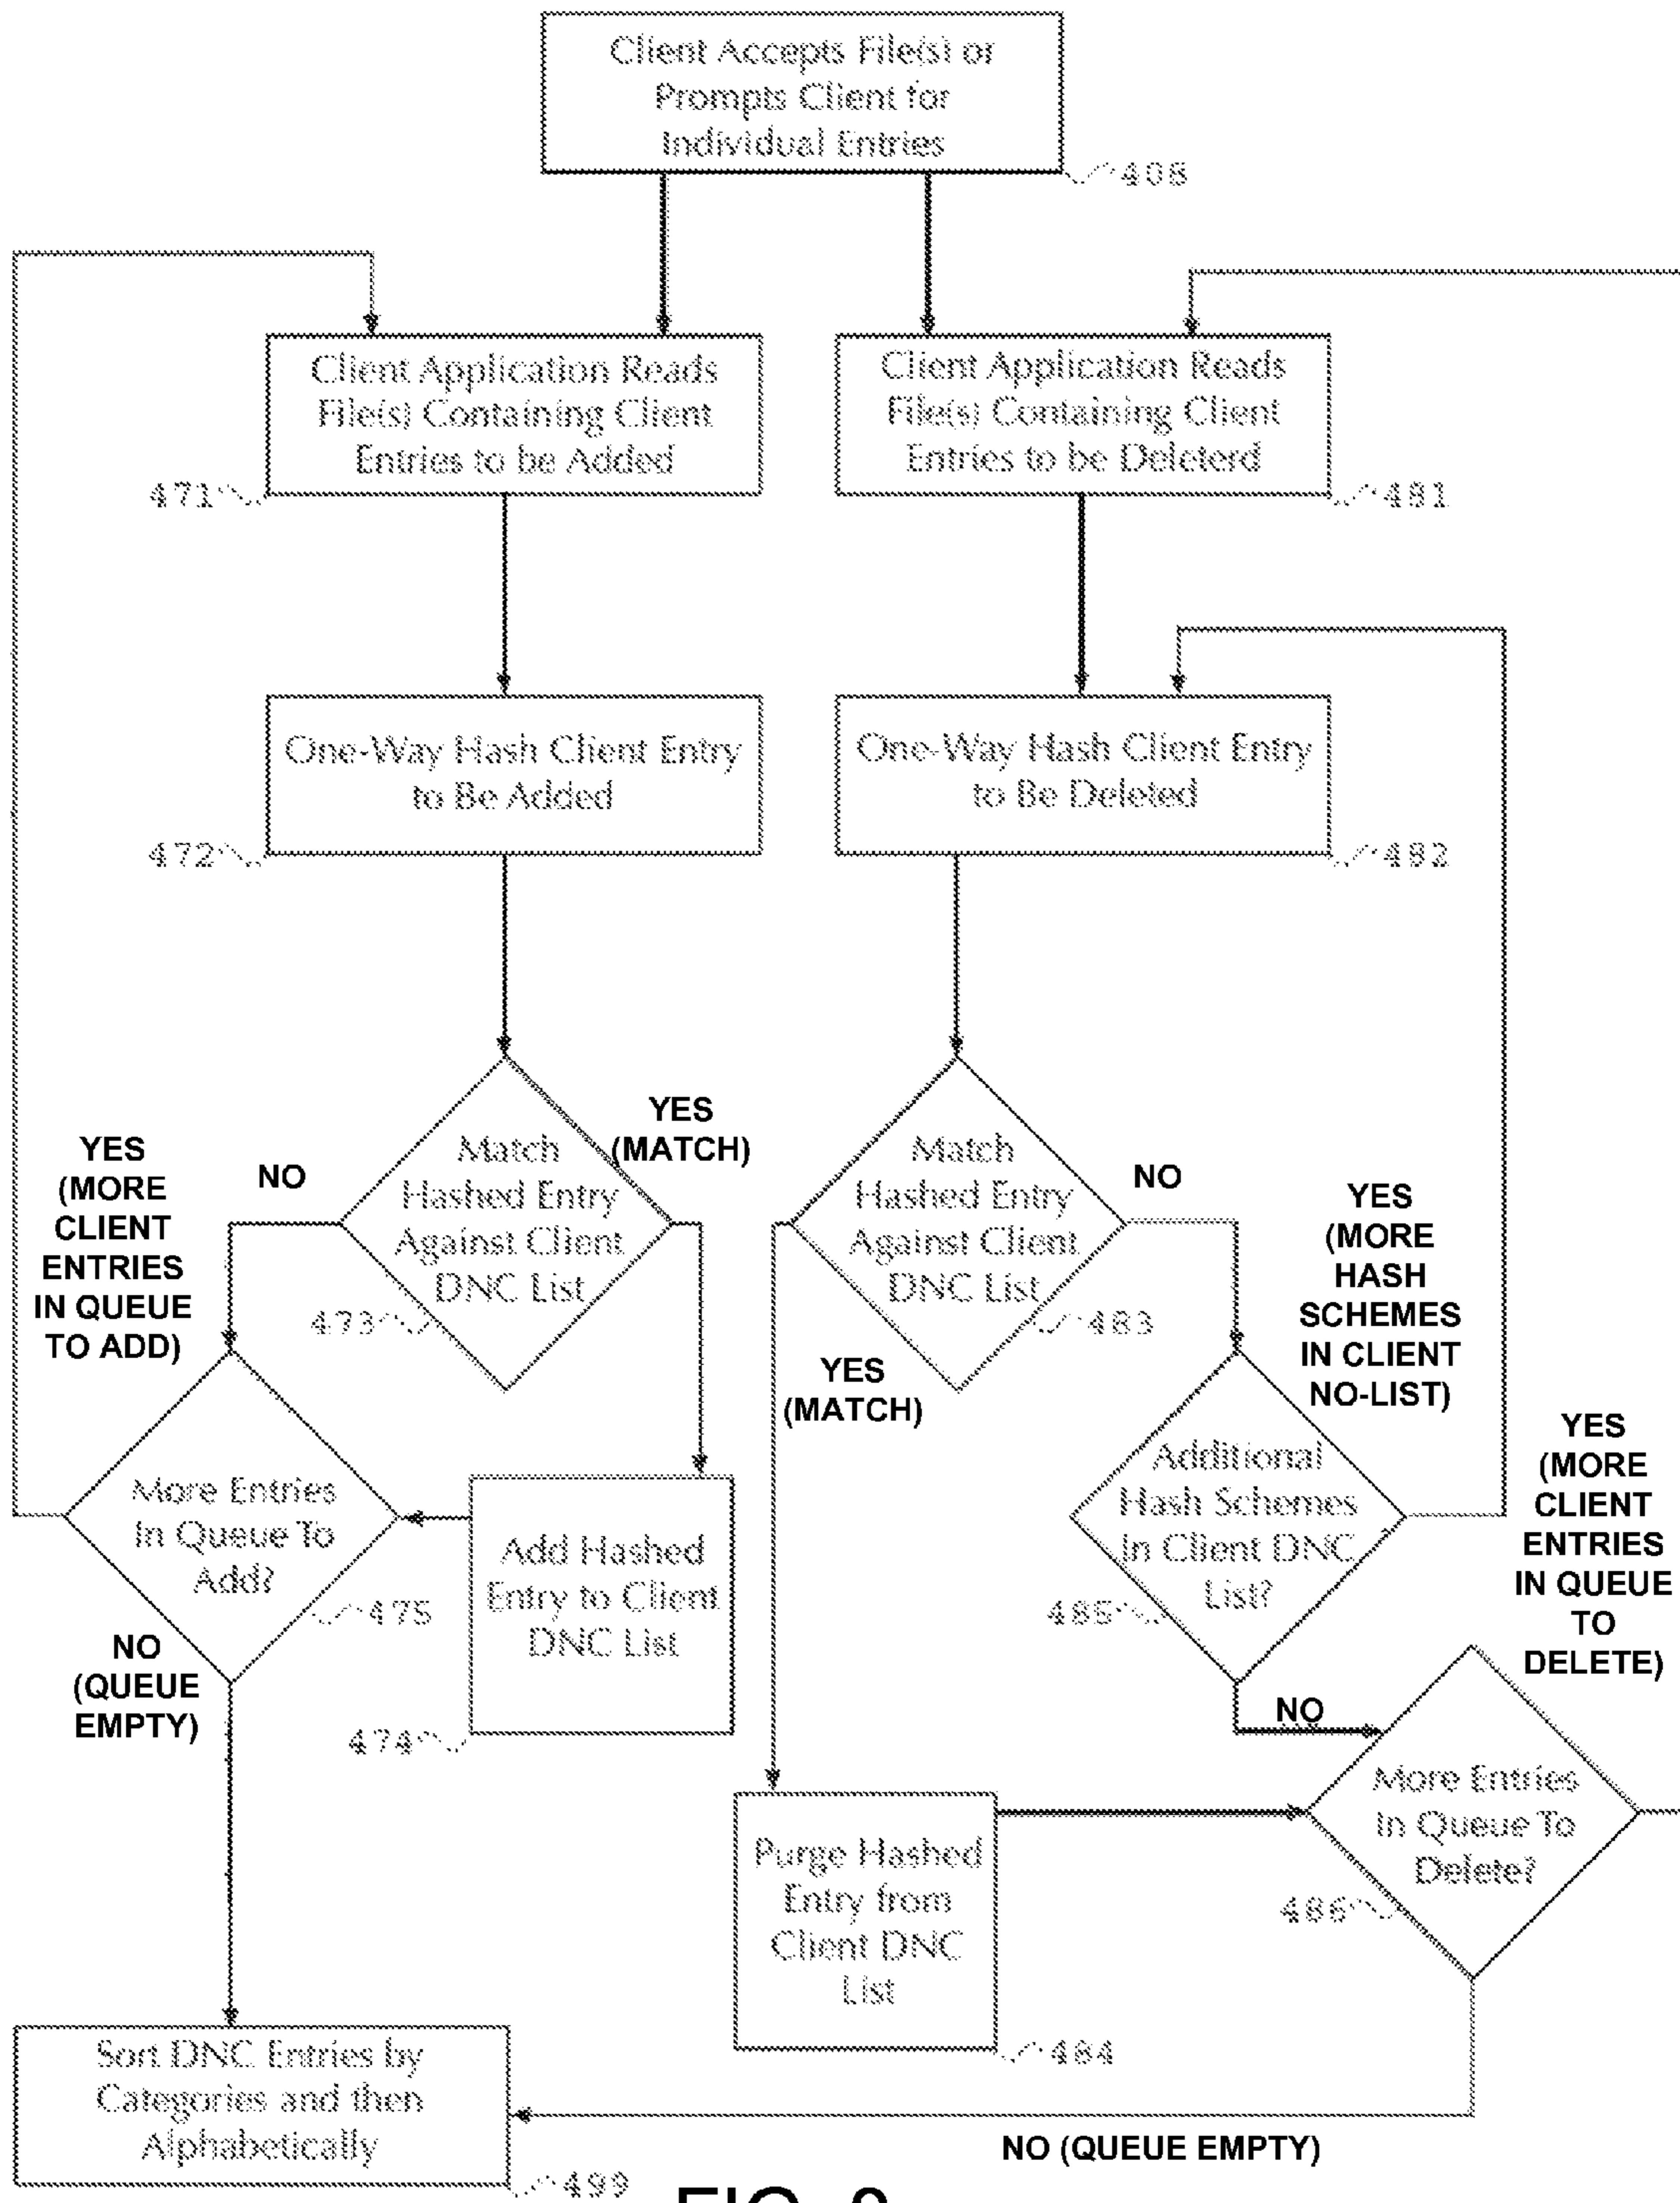 Client Accepts File(s) or
Prompts Client for
Individual Entries
408
Client Application Reads
File(s) Containing Client
Entries to be Added
471
Client Application Reads
File(s) Containing Client
Entries to be Deleterd
481
One-Way Hash Client Entry
to Be Added
472
One-Way Hash Client Entry
to Be Deleted
482
YES
(MORE
CLIENT
ENTRIES
IN QUEUE
TO ADD)
NO
Match
Hashed Entry
Against Client
DNC List
473
YES
(MATCH)
Match
Hashed Entry
Against Client
DNC List
483
NO
YES
(MATCH)
YES
(MORE
HASH
SCHEMES
IN CLIENT
NO-LIST)
More Entries
In Queue To
Add?
475
NO
(QUEUE
EMPTY)
Add Hashed
Entry to Client
DNC List
474
Additional
Hash Schemes
In Client DNC
List?
485
NO
YES
(MORE
CLIENT
ENTRIES
IN QUEUE
TO
DELETE)
Purge Hashed
Entry from
Client DNC
List
484
More Entries
In Queue To
Delete?
486
Sort DNC Entries by
Categories and then
Alphabetically
499
NO (QUEUE EMPTY)
FIG.